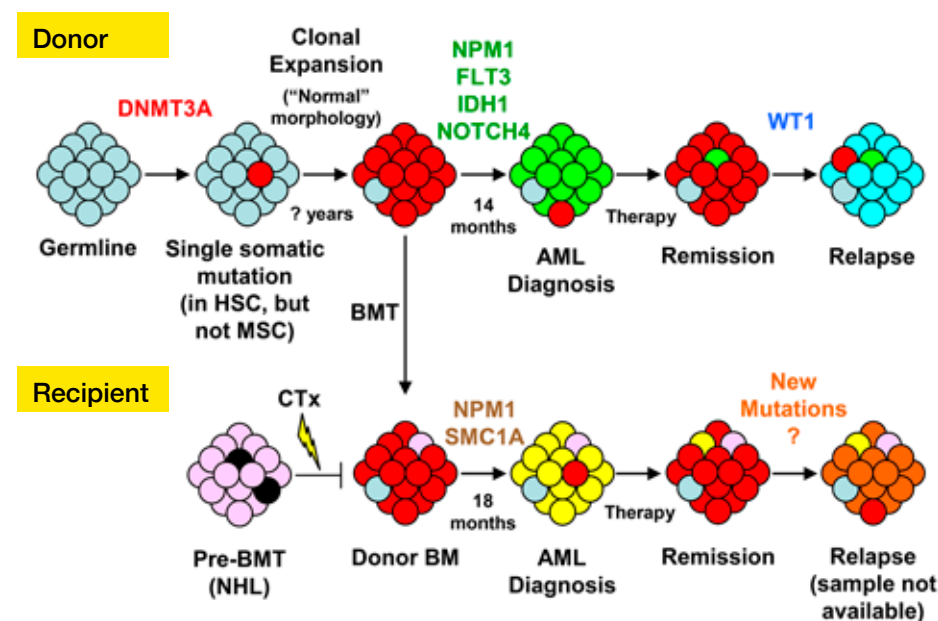 Donor
Clonal
Expansion
("Normal"
morphology)
NPM1
FLT3
IDH1
NOTCH4
DNMT3A
WT1
? years
14
months
Therapy
Germline
Single somatic
mutation
(in HSC, but
not MSC)
AML
Diagnosis
Remission
Relapse
BMT
Recipient
CTx
NPM1
SMC1A
New
Mutations
?
18
months
Therapy
Pre-BMT
(NHL)
Donor BM
AML
Diagnosis
Remission
Relapse
(sample not
available)